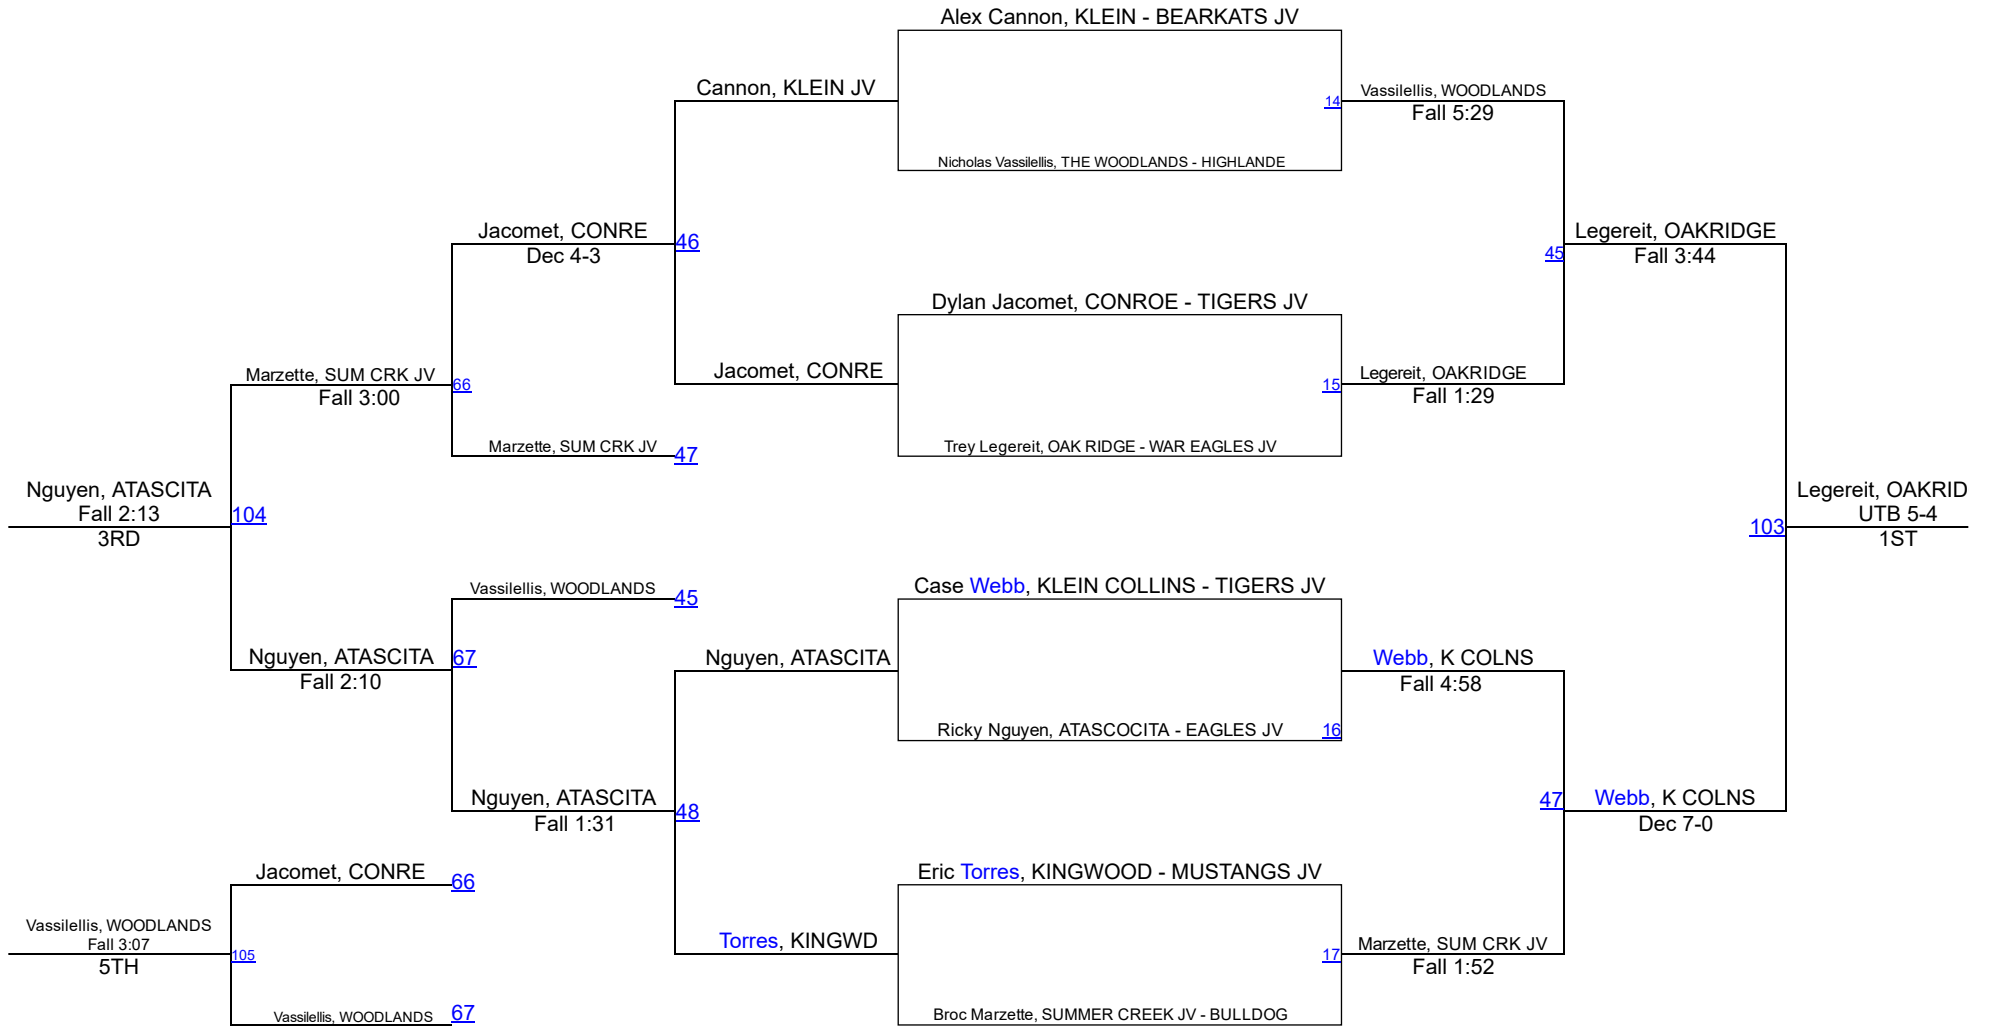 Alex Cannon, KLEIN - BEARKATS JV
Cannon, KLEIN JV
14
Vassilellis, WOODLANDS
Fall 5:29
Nicholas Vassilellis, THE WOODLANDS - HIGHLANDE
Jacomet, CONRE
Dec 4-3
46
45
Legereit, OAKRIDGE
Fall 3:44
Dylan Jacomet, CONROE - TIGERS JV
Jacomet, CONRE
15
Legereit, OAKRIDGE
Fall 1:29
Trey Legereit, OAK RIDGE - WAR EAGLES JV
Marzette, SUM CRK JV
Fall 3:00
66
Marzette, SUM CRK JV
47
Nguyen, ATASCITA
Fall 2:13
3RD
104
103
Legereit, OAKRID
UTB 5-4
1ST
Vassilellis, WOODLANDS
45
Case Webb, KLEIN COLLINS - TIGERS JV
Nguyen, ATASCITA
Fall 2:10
67
Nguyen, ATASCITA
Webb, K COLNS
Fall 4:58
Ricky Nguyen, ATASCOCITA - EAGLES JV
16
Nguyen, ATASCITA
Fall 1:31
48
47
Webb, K COLNS
Dec 7-0
Eric Torres, KINGWOOD - MUSTANGS JV
Jacomet, CONRE
66
Torres, KINGWD
17
Marzette, SUM CRK JV
Fall 1:52
Vassilellis, WOODLANDS
Fall 3:07
5TH
105
Vassilellis, WOODLANDS
67
Broc Marzette, SUMMER CREEK JV - BULLDOG